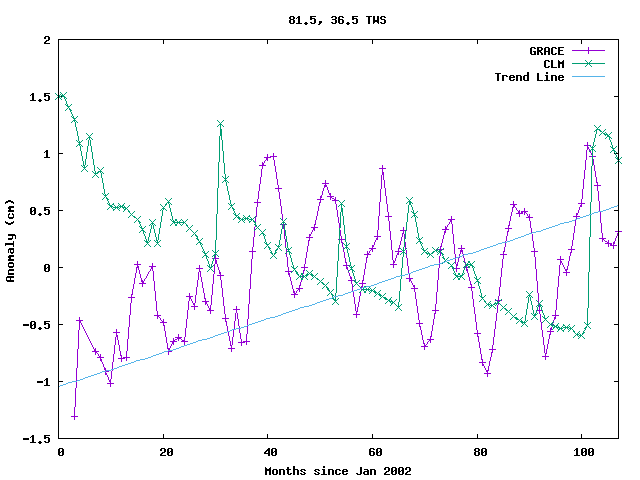 81.5, 36.5 TWS
GRACE
CLM
Trend Line
2
1.5
1
0.5
0
-0.5
-1
-1.5
Anomaly (cm)
0 20 40 60 80 100
Months since Jan 2002